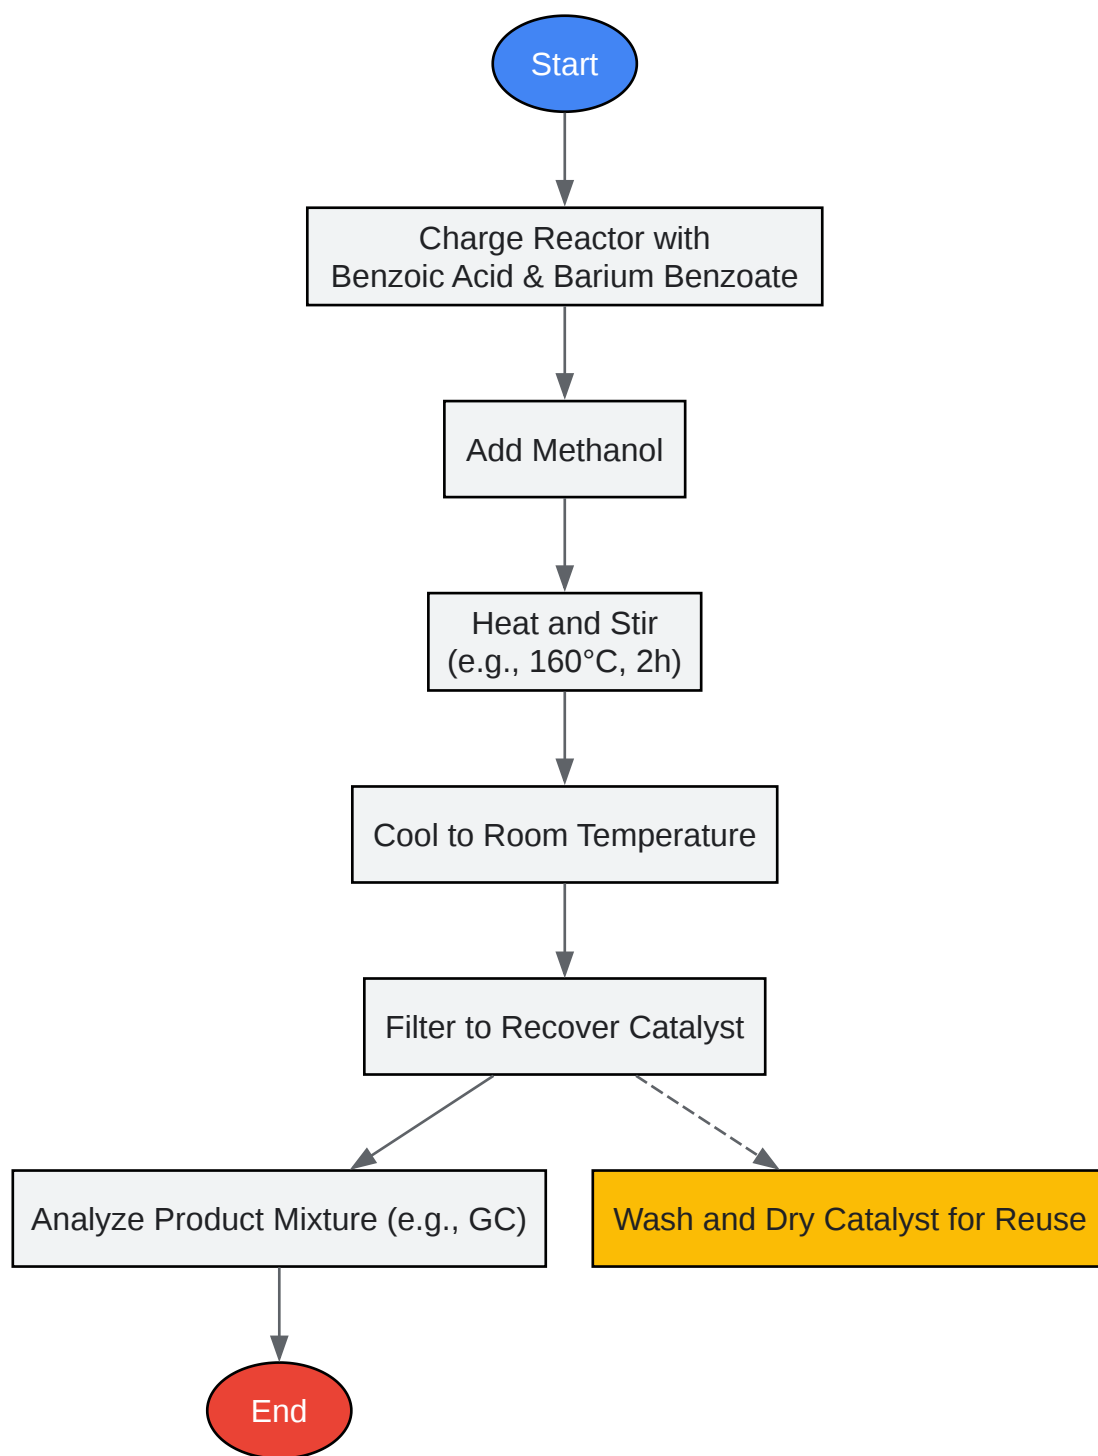 Start
Charge Reactor with
Benzoic Acid & Barium Benzoate
Add Methanol
Heat and Stir
(e.g., 160°C, 2h)
Cool to Room Temperature
Filter to Recover Catalyst
Analyze Product Mixture (e.g., GC)
Wash and Dry Catalyst for Reuse
End